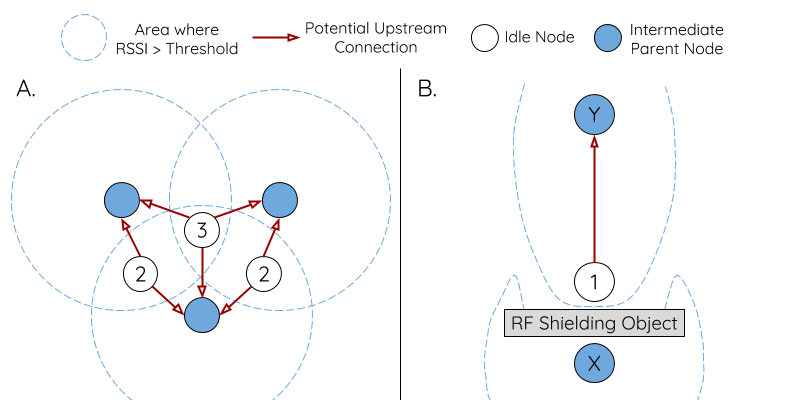 Area where
RSSI > Threshold
Potential Upstream
Connection
Idle Node
Intermediate
Parent Node
A.
3
2
2
B.
Y
1
RF Shielding Object
X